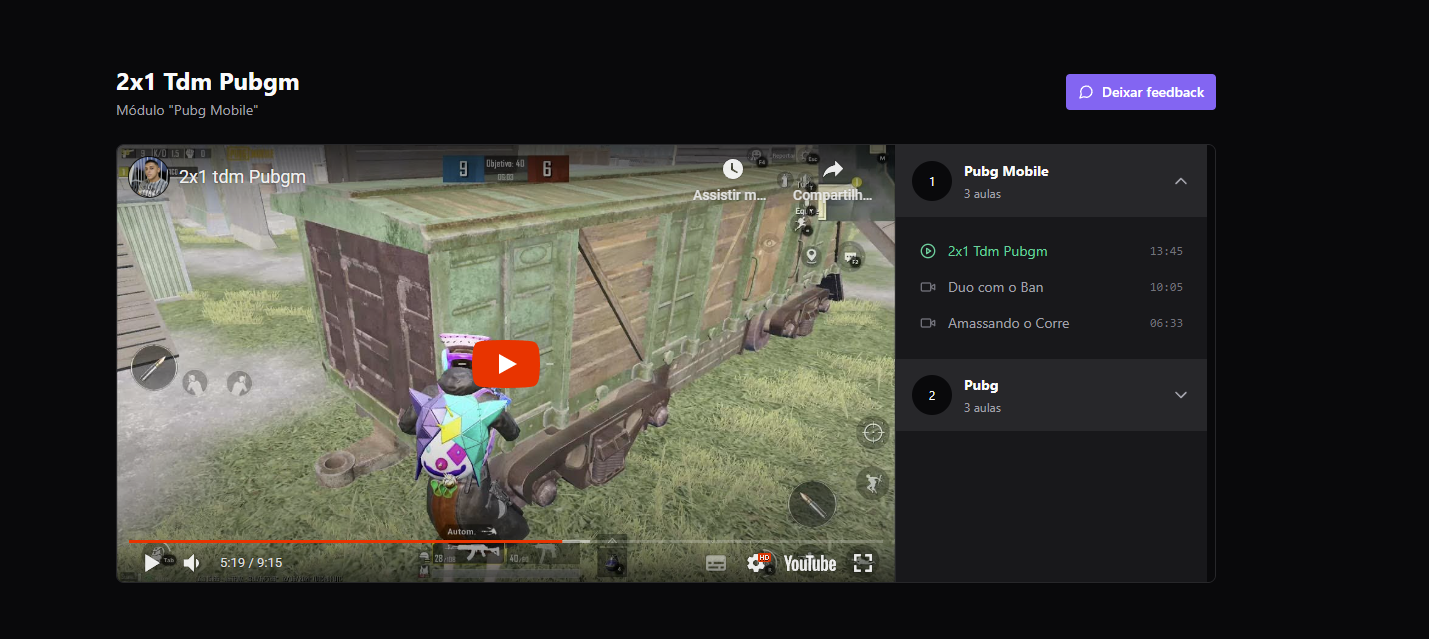 2x1 Tdm Pubgm
Módulo "Pubg Mobile"
Deixar feedback
2x1 tdm Pubgm
9
Objetivo: 40
6
Assistir m...
Compartilh...
Autom.
5:19 / 9:15
HD
YouTube
1
Pubg Mobile
3 aulas
2x1 Tdm Pubgm
13:45
Duo com o Ban
10:05
Amassando o Corre
06:33
2
Pubg
3 aulas